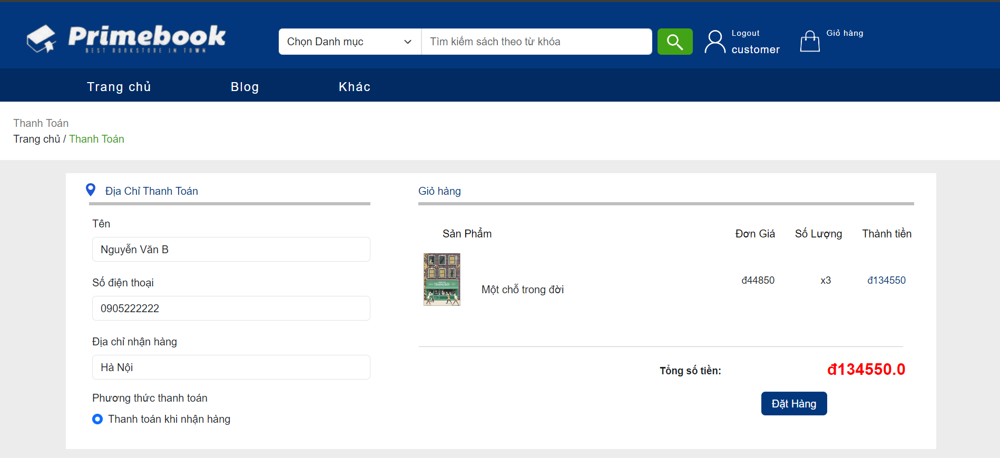 Primebook
BEST BOOKSTORE IN TOWN
Chọn Danh mục
Tìm kiếm sách theo từ khóa
Logout
customer
Giỏ hàng
Trang chủ
Blog
Khác
Thanh Toán
Trang chủ / Thanh Toán
Địa Chỉ Thanh Toán
Tên
Nguyễn Văn B
Số điện thoại
0905222222
Địa chỉ nhận hàng
Hà Nội
Phương thức thanh toán
Thanh toán khi nhận hàng
Giỏ hàng
Sản Phẩm Đơn Giá Số Lượng Thành tiền
TRONG ĐỜI
Một chỗ trong đời
đ44850 x3 đ134550
Tổng số tiền: đ134550.0
Đặt Hàng